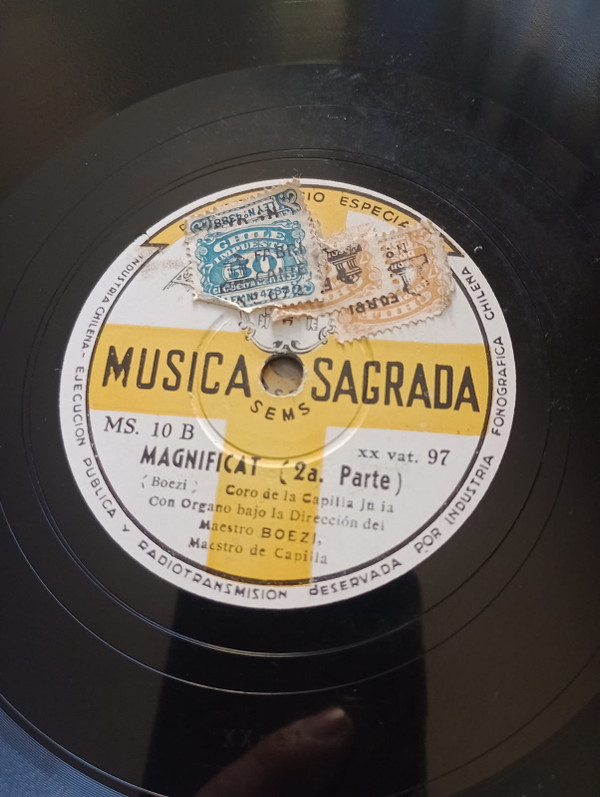 CIO ESPECIA
CHILE
IMPUESTO
60
MUSICA SAGRADA
SEMS
MS. 10 B
xx vat. 97
MAGNIFICAT (2a. Parte)
(Boezi) Coro de la Capilla
Con Organo bajo la Dirección del
Maestro BOEZI,
Maestro de Capilla
INDUSTRIA CHILENA - EJECUCION PUBLICA Y RADIOTRANSMISION RESERVADA POR INDUSTRIA FONOGRAFICA CHILENA